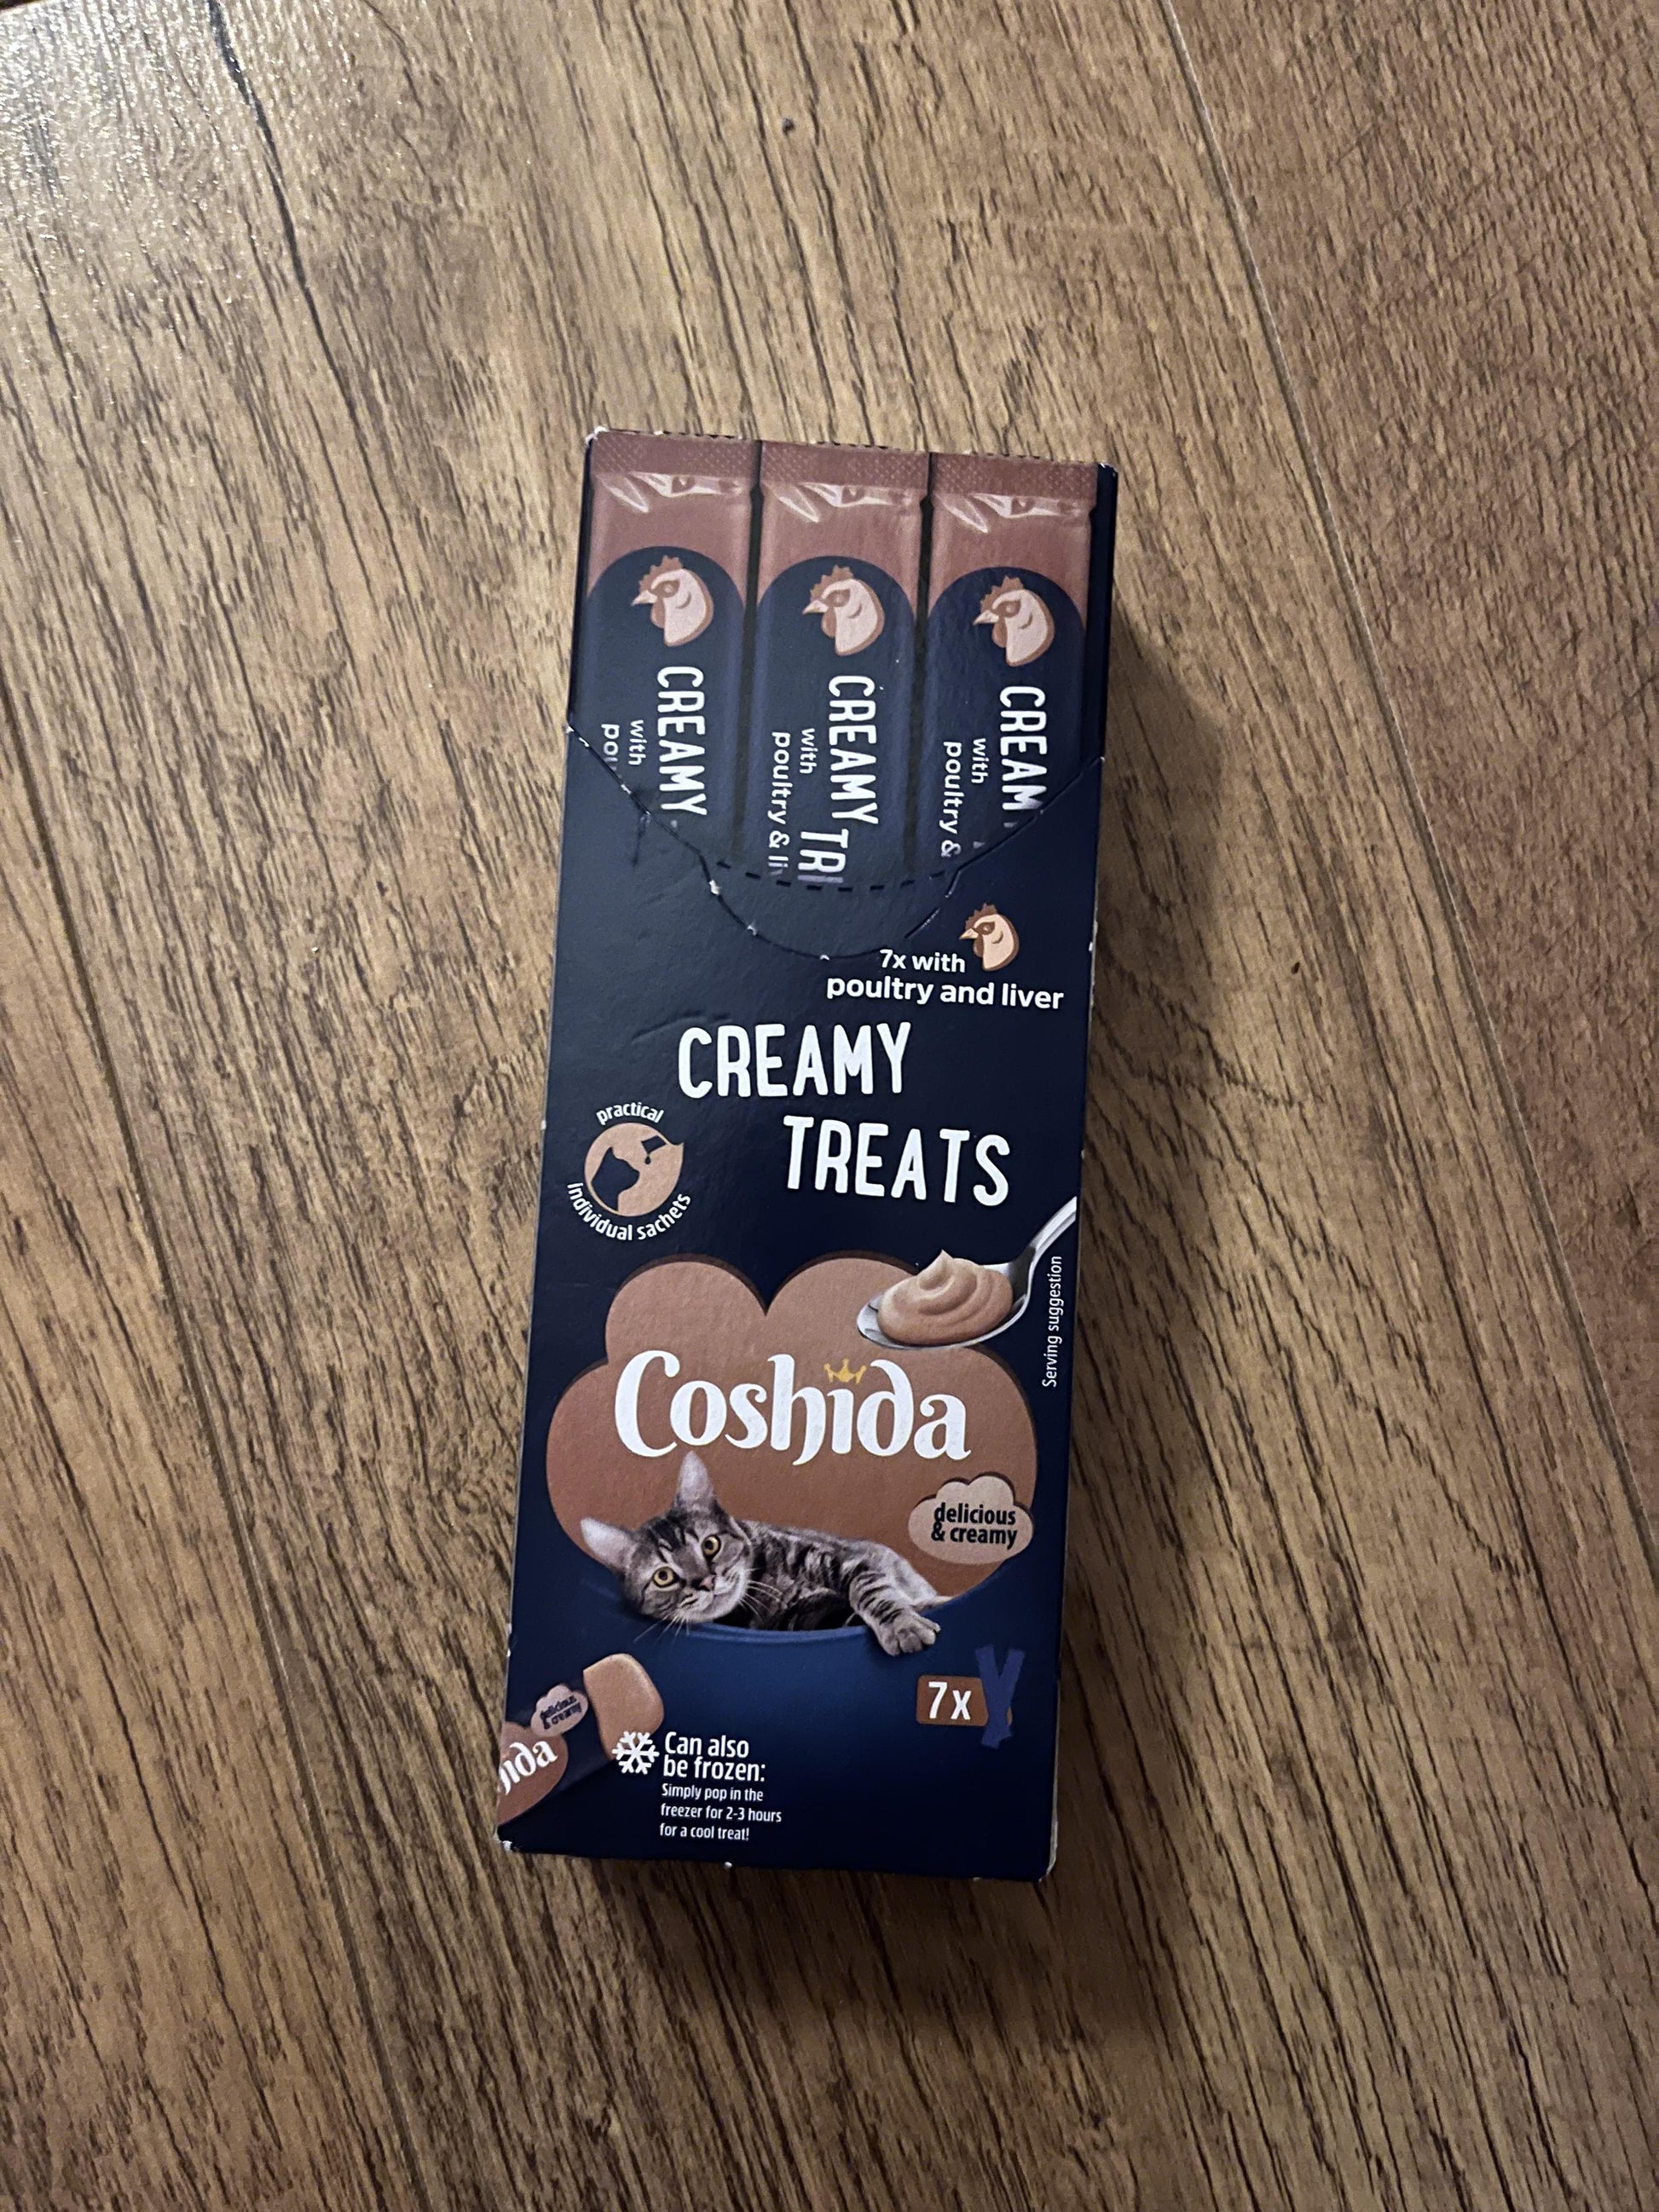 CREAMY
with
CREAMY TR
with
poultry &
CREAM
with
poultry &
7x with
poultry and liver
CREAMY
TREATS
practical
individual sachets
Serving suggestion
Coshida
delicious
& creamy
7x
delicious
& creamy
Can also
be frozen:
Simply pop in the
freezer for 2-3 hours
for a cool treat!